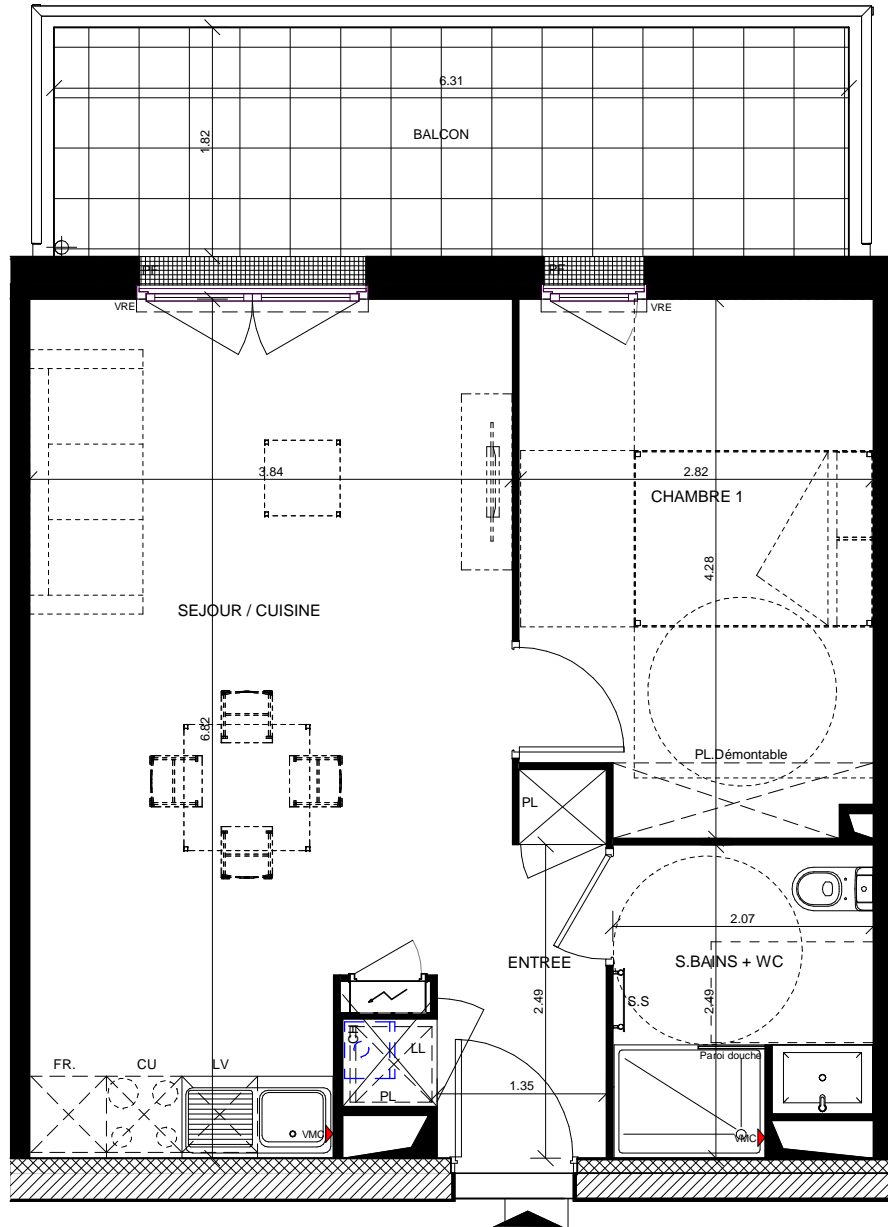 6.31
1.82
BALCON
PF
PF
VRE
VRE
3.84
2.82
CHAMBRE 1
4.28
SEJOUR / CUISINE
6.82
PL.Démontable
PL
2.07
ENTREE
S.BAINS + WC
2.49
S.S
2.49
CH
LL
FR.
CU
LV
Paroi douche
PL
1.35
VMC
VMC